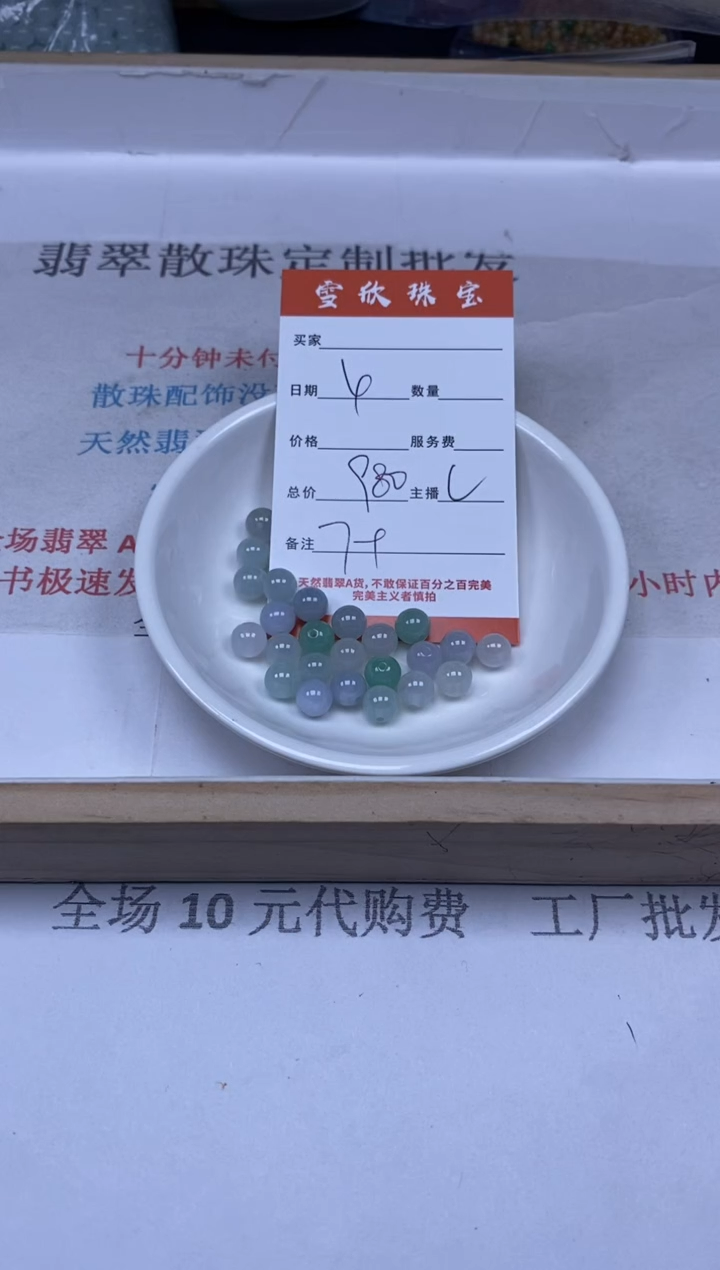 翡翠散珠定制批发
十分钟未付
散珠配饰没
天然翡
场翡翠 A
书极速发
小时内
雪欣珠宝
买家
日期 6 数量
价格 服务费
总价 980 主播
备注 7+
天然翡翠A货,不敢保证百分之百完美
完美主义者慎拍
全场 10 元代购费 工厂批发